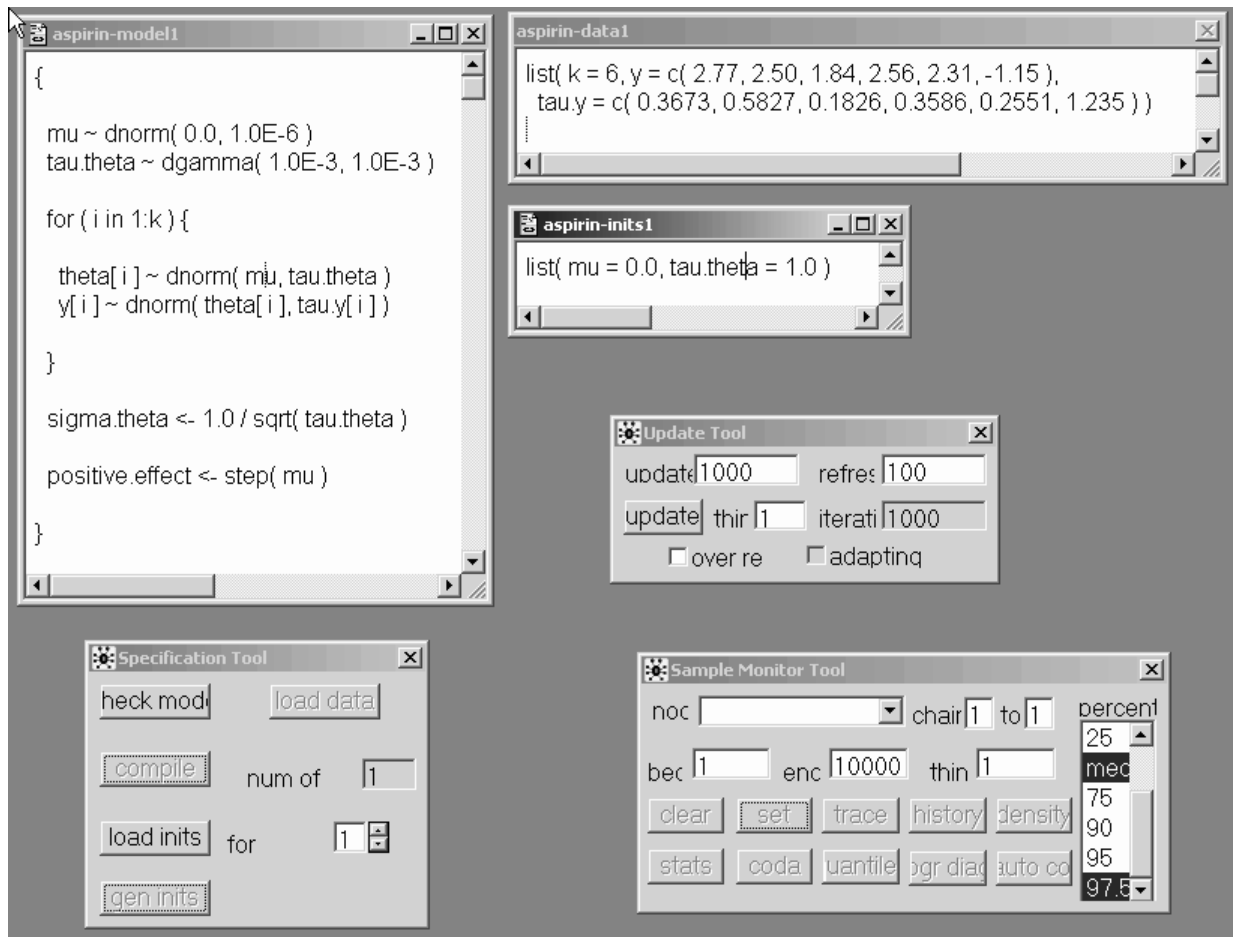 aspirin-model1
{
mu ~ dnorm( 0.0, 1.0E-6 )
tau.theta ~ dgamma( 1.0E-3, 1.0E-3 )
for ( i in 1:k ) {
theta[ i ] ~ dnorm( mu, tau.theta )
y[ i ] ~ dnorm( theta[ i ], tau.y[ i ] )
}
sigma.theta <- 1.0 / sqrt( tau.theta )
positive.effect <- step( mu )
}
aspirin-data1
list( k = 6, y = c( 2.77, 2.50, 1.84, 2.56, 2.31, -1.15 ),
tau.y = c( 0.3673, 0.5827, 0.1826, 0.3586, 0.2551, 1.235 ) )
aspirin-inits1
list( mu = 0.0, tau.theta = 1.0 )
Update Tool
updat 1000 refres 100
update thin 1 iterati 1000
over re adapting
Specification Tool
heck mod load data
compile num of 1
load inits for 1
gen inits
Sample Monitor Tool
noc chair 1 to 1 percent
bec 1 enc 10000 thin 1
25
mec
75
90
95
97.5
clear set trace history density
stats coda uantile bgr diag auto co